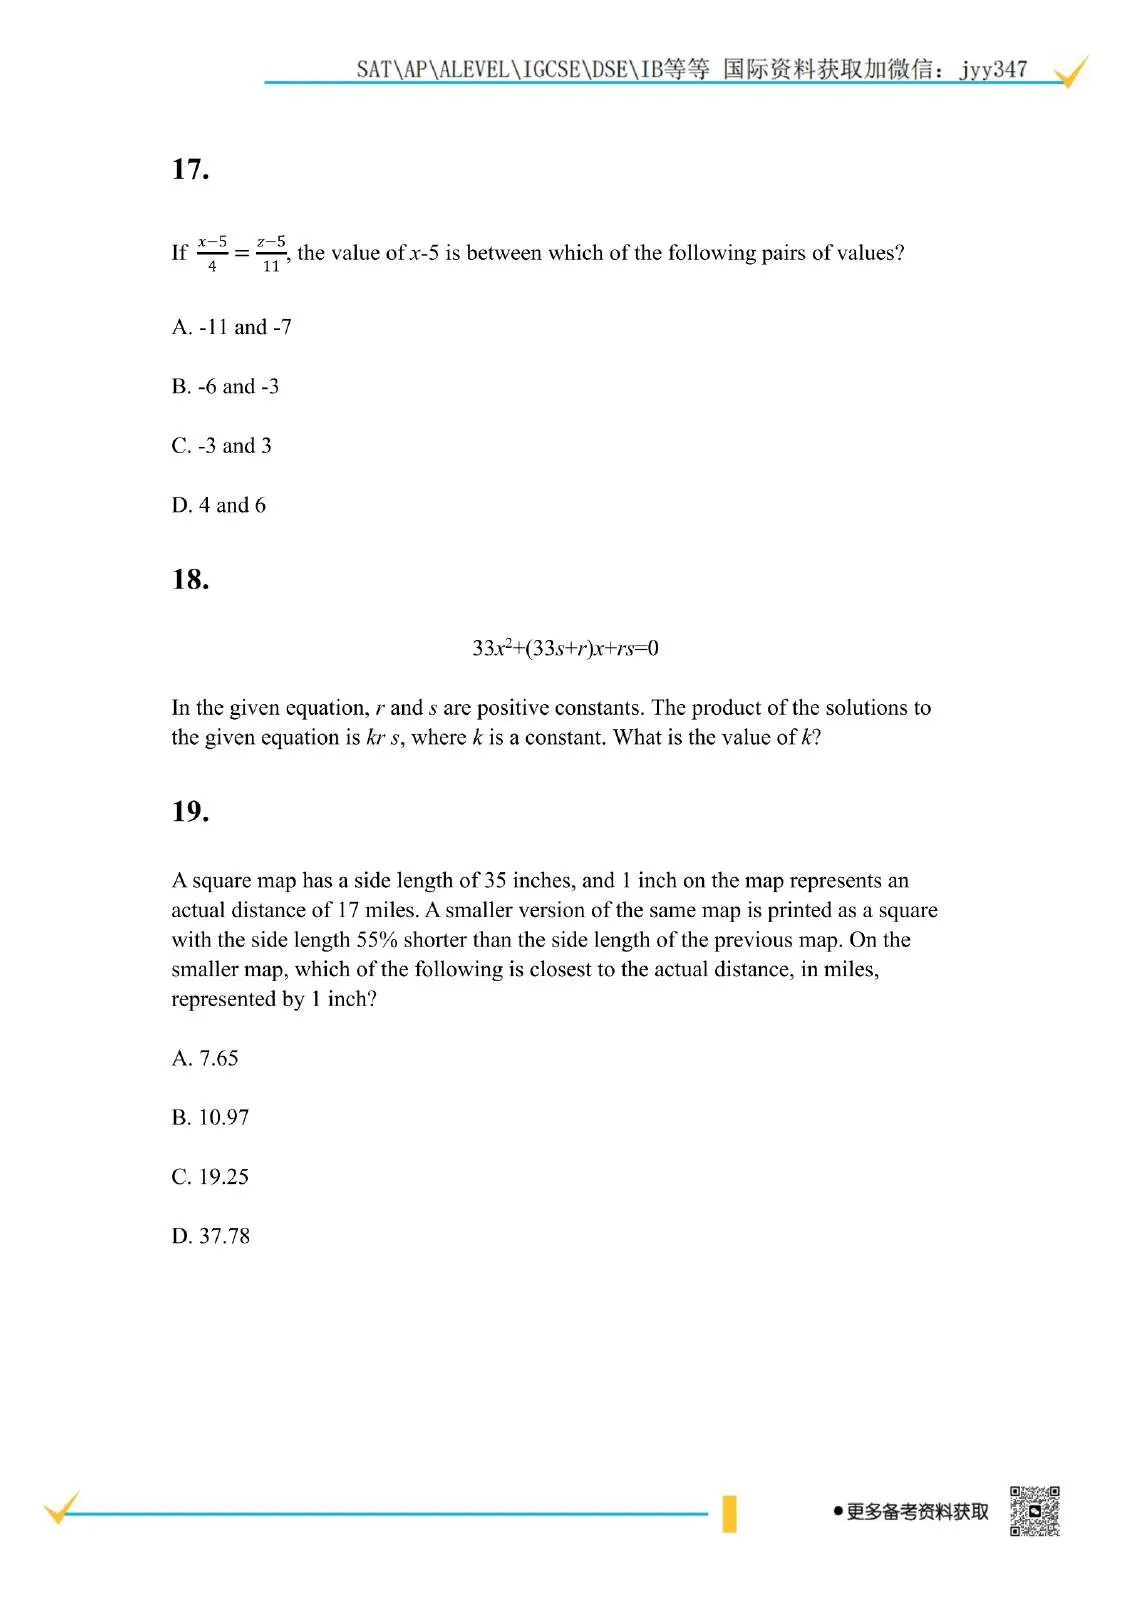 SAT\AP\ALEVEL\IGCSE\DSE\IB等等 国际资料获取加微信：jyy347
17.
If (x−5)/4 = (z−5)/11, the value of x-5 is between which of the following pairs of values?
A. -11 and -7
B. -6 and -3
C. -3 and 3
D. 4 and 6
18.
33x²+(33s+r)x+rs=0
In the given equation, r and s are positive constants. The product of the solutions to
the given equation is kr s, where k is a constant. What is the value of k?
19.
A square map has a side length of 35 inches, and 1 inch on the map represents an
actual distance of 17 miles. A smaller version of the same map is printed as a square
with the side length 55% shorter than the side length of the previous map. On the
smaller map, which of the following is closest to the actual distance, in miles,
represented by 1 inch?
A. 7.65
B. 10.97
C. 19.25
D. 37.78
●更多备考资料获取